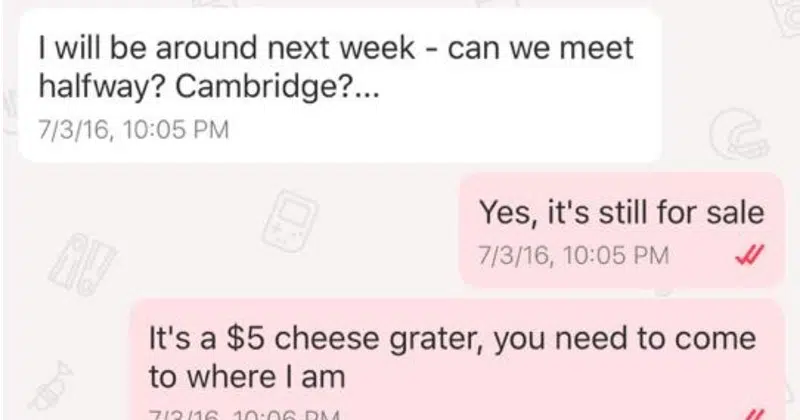 I will be around next week - can we meet
halfway? Cambridge?...
7/3/16, 10:05 PM
Yes, it's still for sale
7/3/16, 10:05 PM
It's a $5 cheese grater, you need to come
to where I am
7/3/16, 10:06 PM